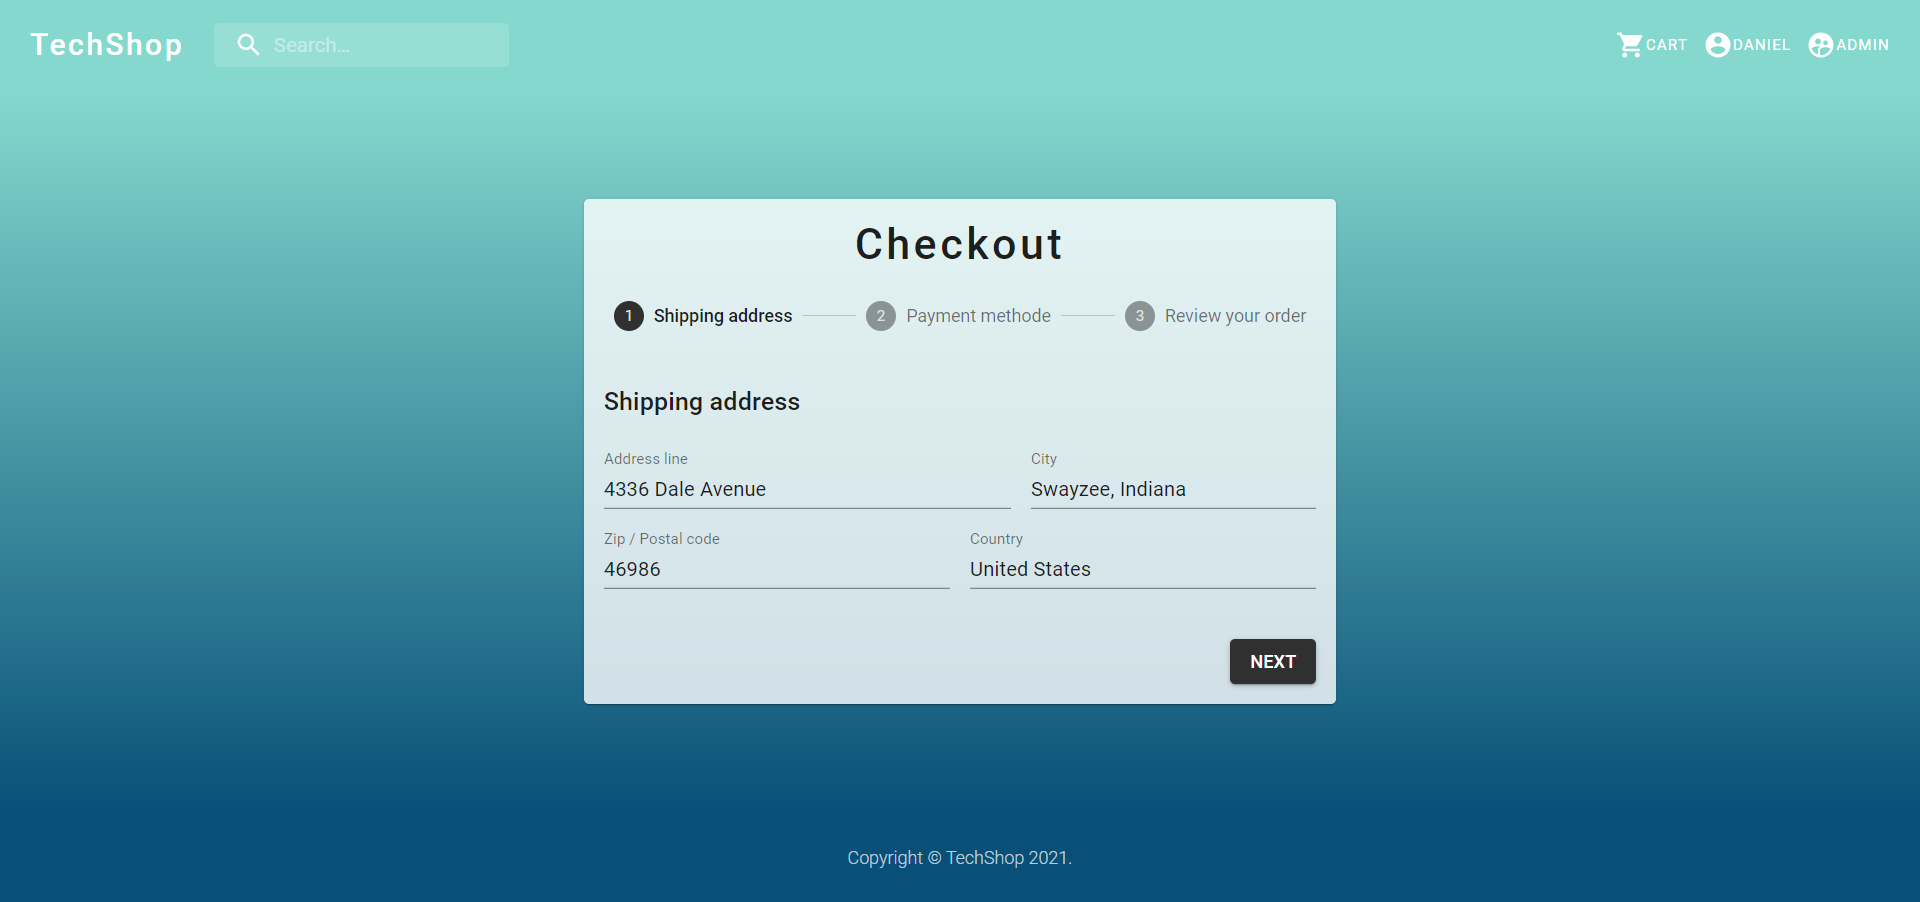 TechShop Search... CART DANIEL ADMIN
Checkout
1 Shipping address 2 Payment methode 3 Review your order
Shipping address
Address line City
4336 Dale Avenue Swayzee, Indiana
Zip / Postal code Country
46986 United States
NEXT
Copyright © TechShop 2021.